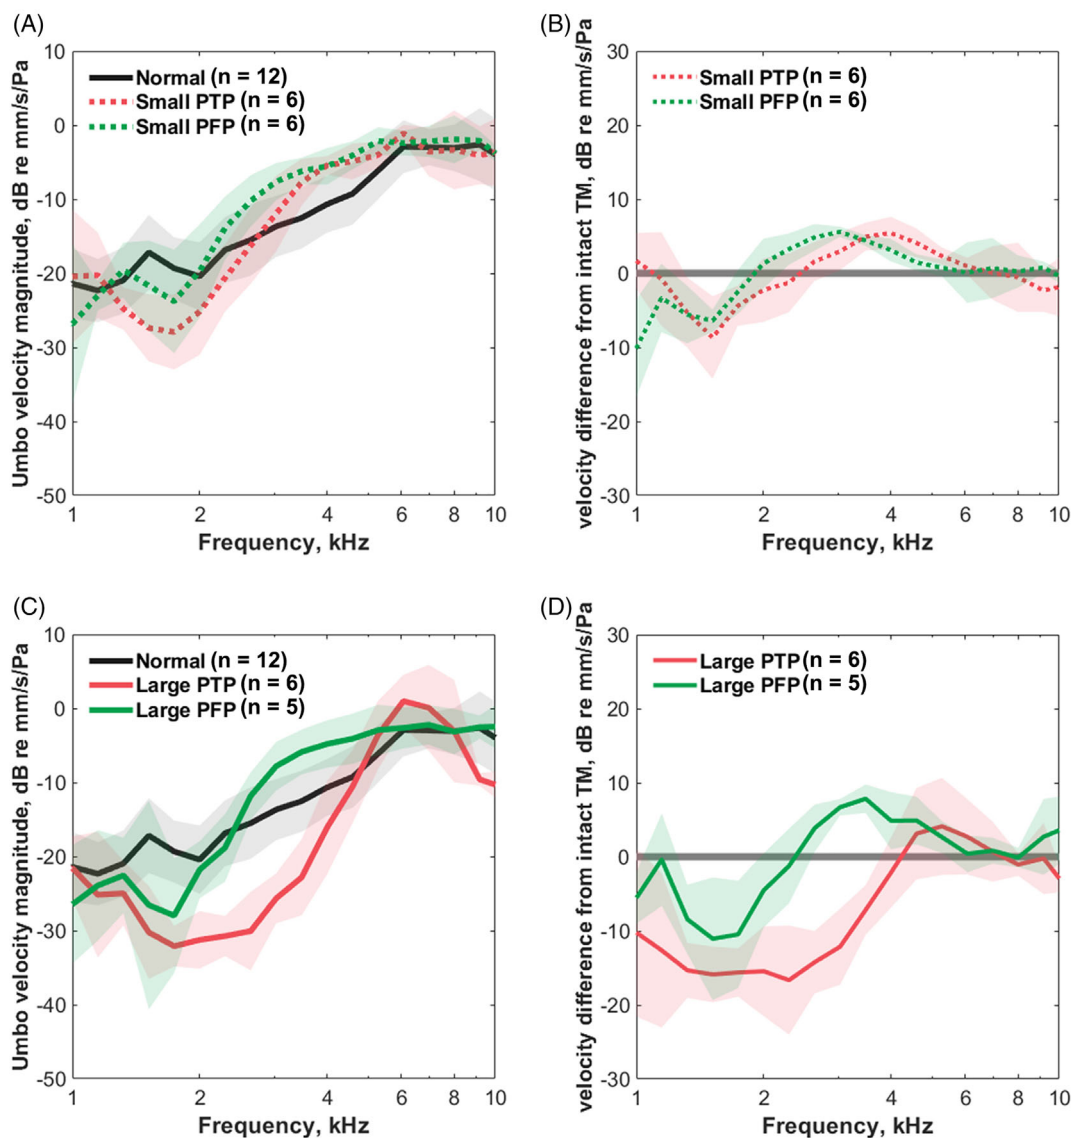 (A)
Umbo velocity magnitude, dB re mm/s/Pa
10
0
-10
-20
-30
-40
-50
Normal (n = 12)
Small PTP (n = 6)
Small PFP (n = 6)
1 2 4 6 8 10
Frequency, kHz
(B)
velocity difference from intact TM, dB re mm/s/Pa
30
20
10
0
-10
-20
-30
Small PTP (n = 6)
Small PFP (n = 6)
1 2 4 6 8 10
Frequency, kHz
(C)
Umbo velocity magnitude, dB re mm/s/Pa
10
0
-10
-20
-30
-40
-50
Normal (n = 12)
Large PTP (n = 6)
Large PFP (n = 5)
1 2 4 6 8 10
Frequency, kHz
(D)
velocity difference from intact TM, dB re mm/s/Pa
30
20
10
0
-10
-20
-30
Large PTP (n = 6)
Large PFP (n = 5)
1 2 4 6 8 10
Frequency, kHz